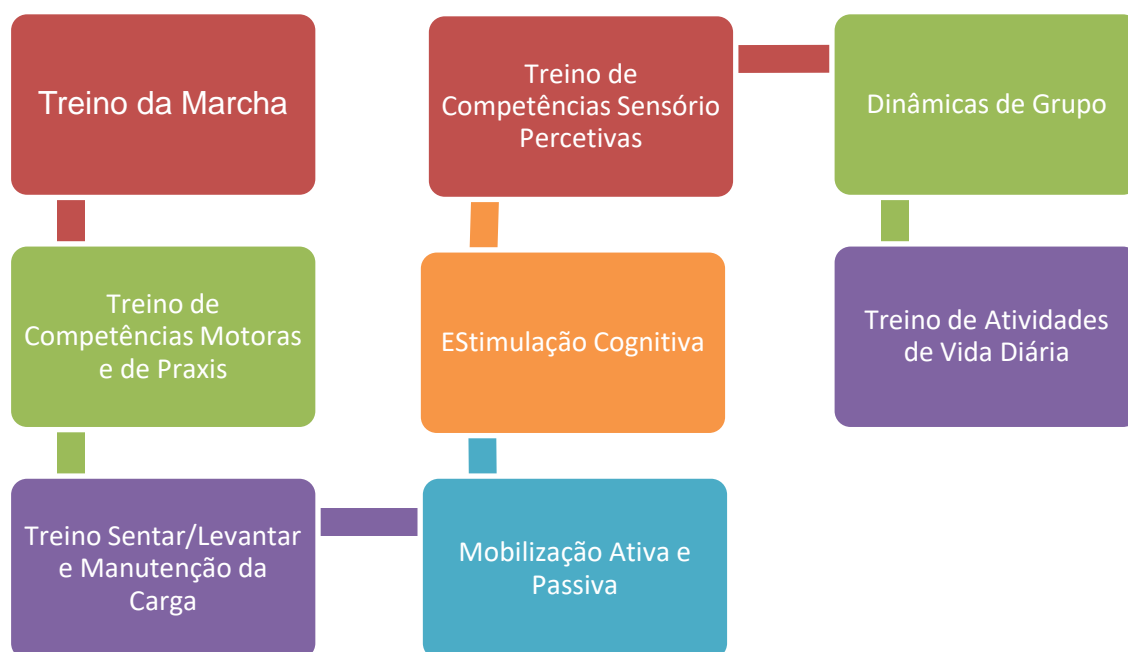 Treino da Marcha
Treino de
Competências Motoras
e de Praxis
Treino Sentar/Levantar
e Manutenção da
Carga
Mobilização Ativa e
Passiva
EStimulação Cognitiva
Treino de
Competências Sensório
Percetivas
Dinâmicas de Grupo
Treino de Atividades
de Vida Diária